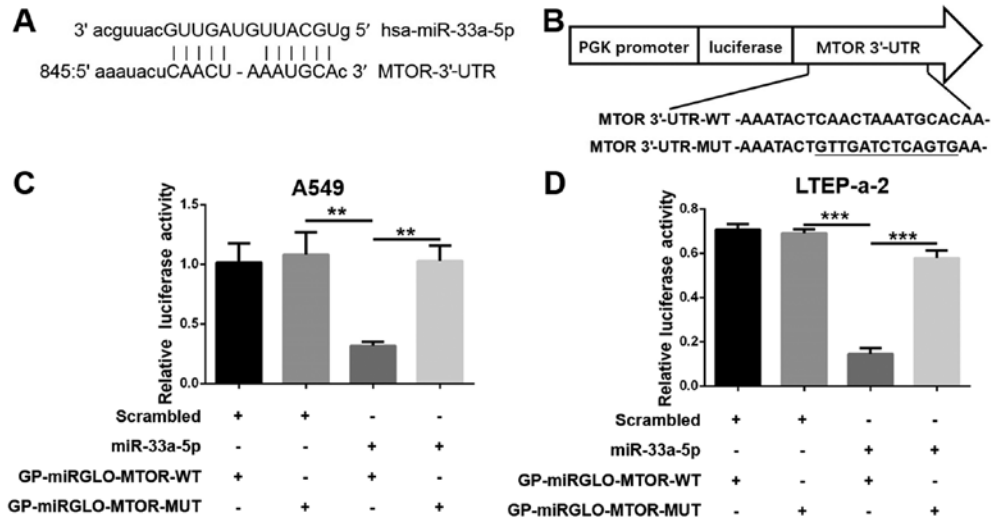 A
3' acguuacGUUGAUGUUACGUg 5' hsa-miR-33a-5p
845:5' aaauacuCAACU - AAAUGCAc 3' MTOR-3'-UTR
B
PGK promoter luciferase MTOR 3'-UTR
MTOR 3'-UTR-WT -AAATACTCAACTAAATGCACAA-
MTOR 3'-UTR-MUT -AAATACTGTTGATCTCAGTGAA-
C
A549
Relative luciferase activity
1.5
1.0
0.5
0.0
**
**
Scrambled + + - -
miR-33a-5p - - + +
GP-miRGLO-MTOR-WT + - + -
GP-miRGLO-MTOR-MUT - + - +
D
LTEP-a-2
Relative luciferase activity
0.8
0.6
0.4
0.2
0.0
***
***
Scrambled + + - -
miR-33a-5p - - + +
GP-miRGLO-MTOR-WT + - + -
GP-miRGLO-MTOR-MUT - + - +